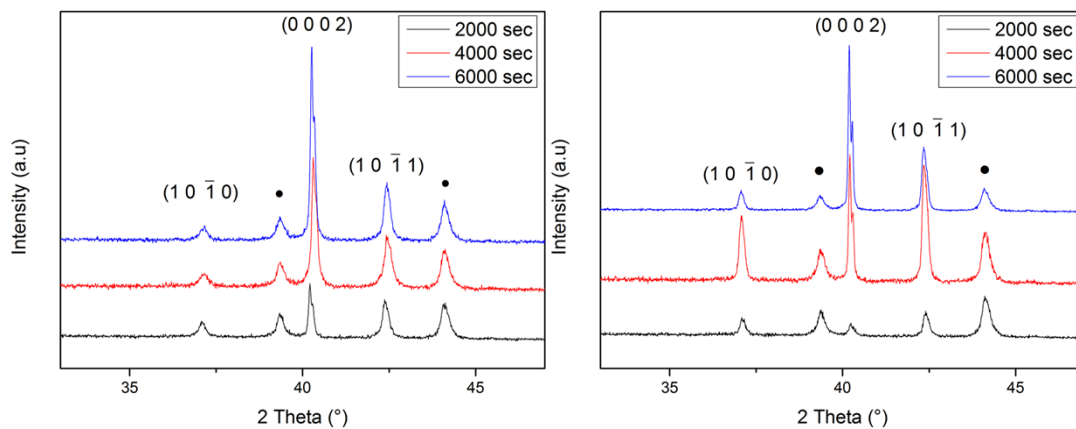 (0 0 0 2)
2000 sec
4000 sec
6000 sec
(1 0 1̅ 1)
(1 0 1̅ 0)
Intensity (a.u)
35
40
45
2 Theta (°)
(0 0 0 2)
2000 sec
4000 sec
6000 sec
(1 0 1̅ 1)
(1 0 1̅ 0)
Intensity (a.u)
35
40
45
2 Theta (°)